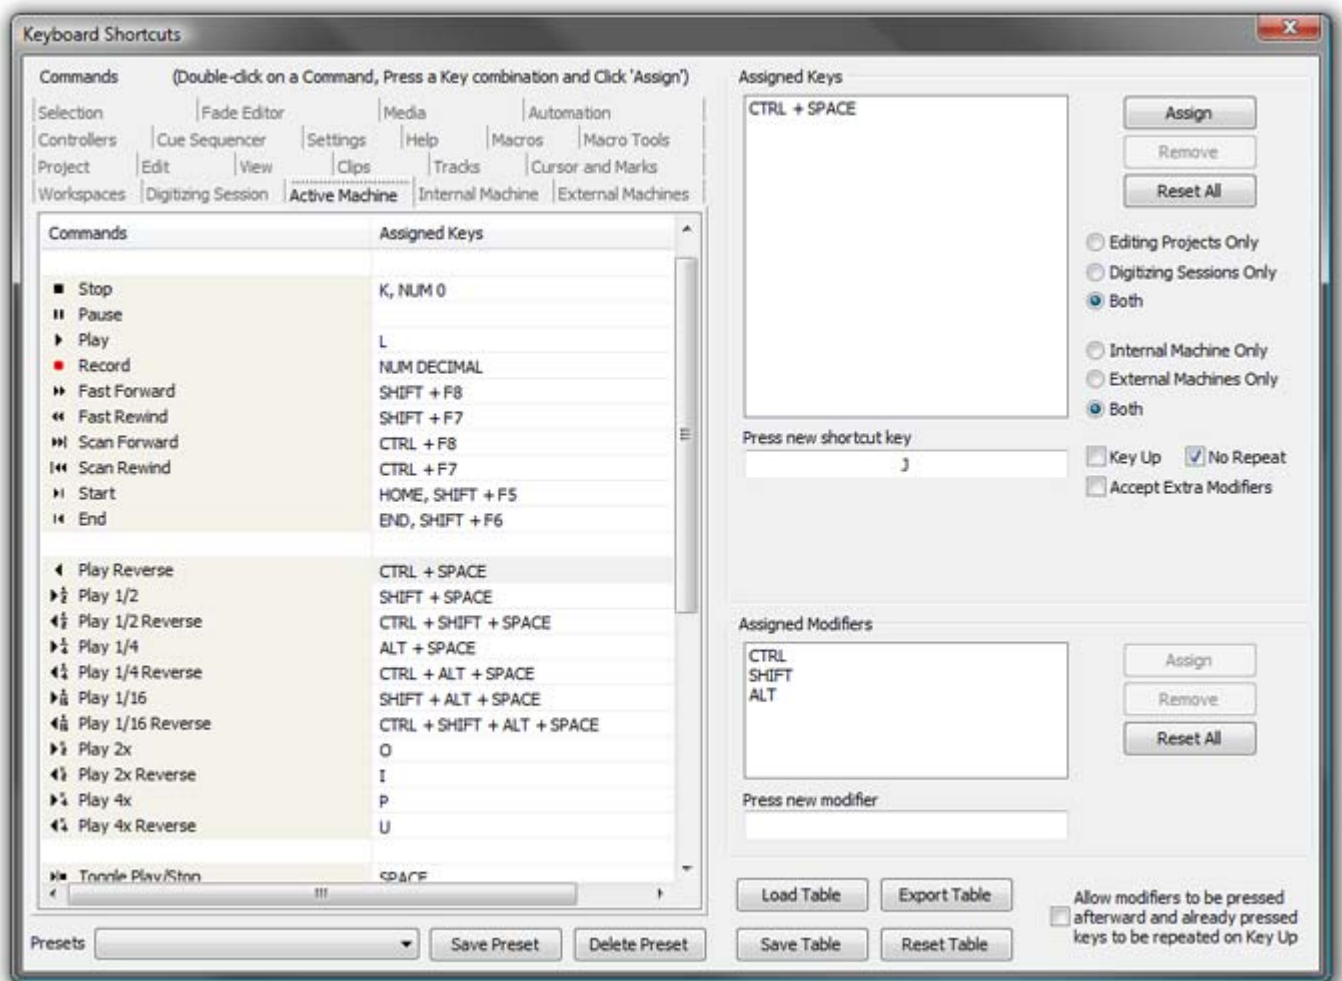 Keyboard Shortcuts
Commands (Double-click on a Command, Press a Key combination and Click 'Assign')
Selection Fade Editor Media Automation
Controllers Cue Sequencer Settings Help Macros Macro Tools
Project Edit View Clips Tracks Cursor and Marks
Workspaces Digitizing Session Active Machine Internal Machine External Machines
Commands Assigned Keys
Stop K, NUM 0
Pause
Play L
Record NUM DECIMAL
Fast Forward SHIFT + F8
Fast Rewind SHIFT + F7
Scan Forward CTRL + F8
Scan Rewind CTRL + F7
Start HOME, SHIFT + F5
End END, SHIFT + F6
Play Reverse CTRL + SPACE
Play 1/2 SHIFT + SPACE
Play 1/2 Reverse CTRL + SHIFT + SPACE
Play 1/4 ALT + SPACE
Play 1/4 Reverse CTRL + ALT + SPACE
Play 1/16 SHIFT + ALT + SPACE
Play 1/16 Reverse CTRL + SHIFT + ALT + SPACE
Play 2x O
Play 2x Reverse I
Play 4x P
Play 4x Reverse U
Toggle Play/Stop SPACE
Presets Save Preset Delete Preset
Assigned Keys
CTRL + SPACE
Assign
Remove
Reset All
Editing Projects Only
Digitizing Sessions Only
Both
Internal Machine Only
External Machines Only
Both
Press new shortcut key
J
Key Up No Repeat
Accept Extra Modifiers
Assigned Modifiers
CTRL
SHIFT
ALT
Assign
Remove
Reset All
Press new modifier
Load Table Export Table
Save Table Reset Table
Allow modifiers to be pressed
afterward and already pressed
keys to be repeated on Key Up